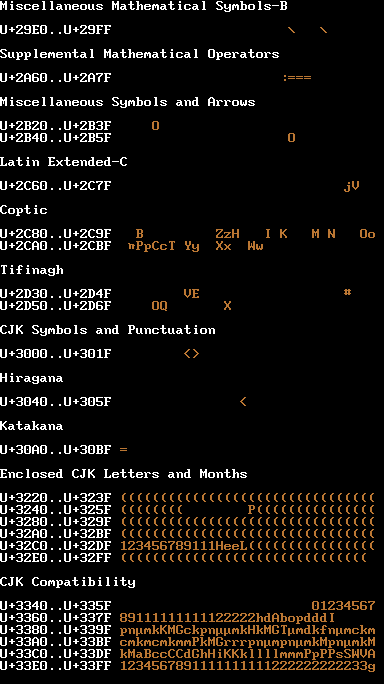 Miscellaneous Mathematical Symbols-B
U+29E0..U+29FF                      \   \
Supplemental Mathematical Operators
U+2A60..U+2A7F                     :===
Miscellaneous Symbols and Arrows
U+2B20..U+2B3F     O
U+2B40..U+2B5F                      O
Latin Extended-C
U+2C60..U+2C7F                             jV
Coptic
U+2C80..U+2C9F   B         ZzH   I K   M N   Oo
U+2CA0..U+2CBF  πPpCcT Yy  Xx  Ww
Tifinagh
U+2D30..U+2D4F         VE                  #
U+2D50..U+2D6F     OQ       X
CJK Symbols and Punctuation
U+3000..U+301F         <>
Hiragana
U+3040..U+305F                <
Katakana
U+30A0..U+30BF =
Enclosed CJK Letters and Months
U+3220..U+323F ((((((((((((((((((((((((((((((((
U+3240..U+325F ((((((((        P(((((((((((((((
U+3280..U+329F ((((((((((((((((((((((((((((((((
U+32A0..U+32BF ((((((((((((((((((((((((((((((((
U+32C0..U+32DF 123456789111HeeL((((((((((((((((
U+32E0..U+32FF (((((((((((((((((((((((((((((((
CJK Compatibility
U+3340..U+335F                         01234567
U+3360..U+337F 89111111111122222hdAbopdddI
U+3380..U+339F pnμmkKMGckpnμμmkHkMGTμmdkfnμmckm
U+33A0..U+33BF cmkmcmkmmPkMGrrrpnμmpnμmkMpnμmkM
U+33C0..U+33DF kMaBccCCdGhHiKKkllllmmmPpPPsSWVA
U+33E0..U+33FF 1234567891111111111222222222233g